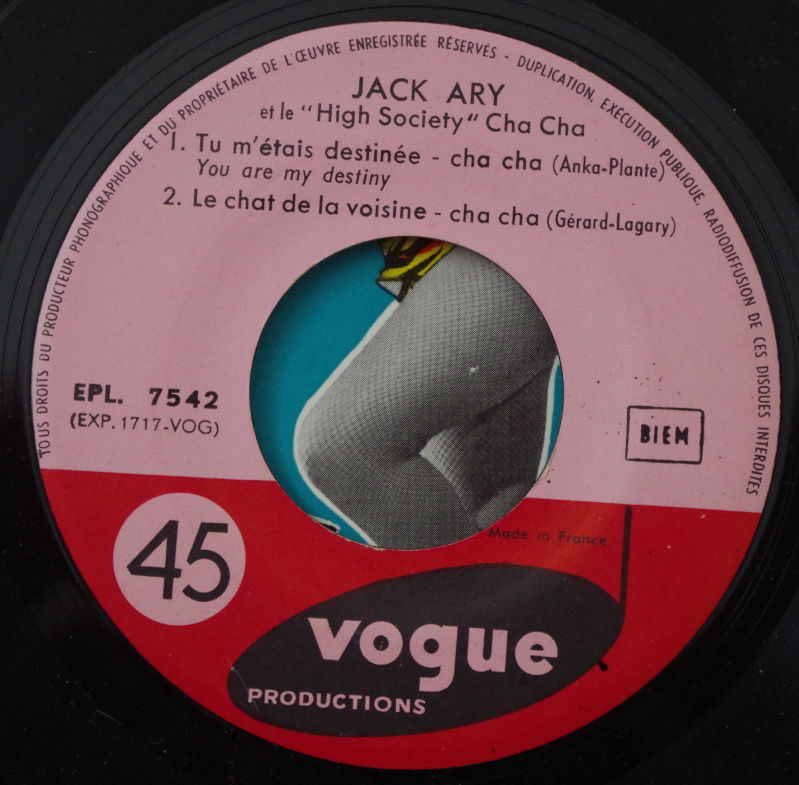 TOUS DROITS DU PRODUCTEUR PHONOGRAPHIQUE ET DU PROPRIÉTAIRE DE L'ŒUVRE ENREGISTRÉE RÉSERVÉS - DUPLICATION, EXÉCUTION PUBLIQUE, RADIODIFFUSION DE CES DISQUES INTERDITES
JACK ARY
et le "High Society" Cha Cha
1. Tu m'étais destinée - cha cha (Anka-Plante)
You are my destiny
2. Le chat de la voisine - cha cha (Gérard-Lagary)
EPL. 7542
(EXP. 1717-VOG)
BIEM
45
Made in France
vogue
PRODUCTIONS